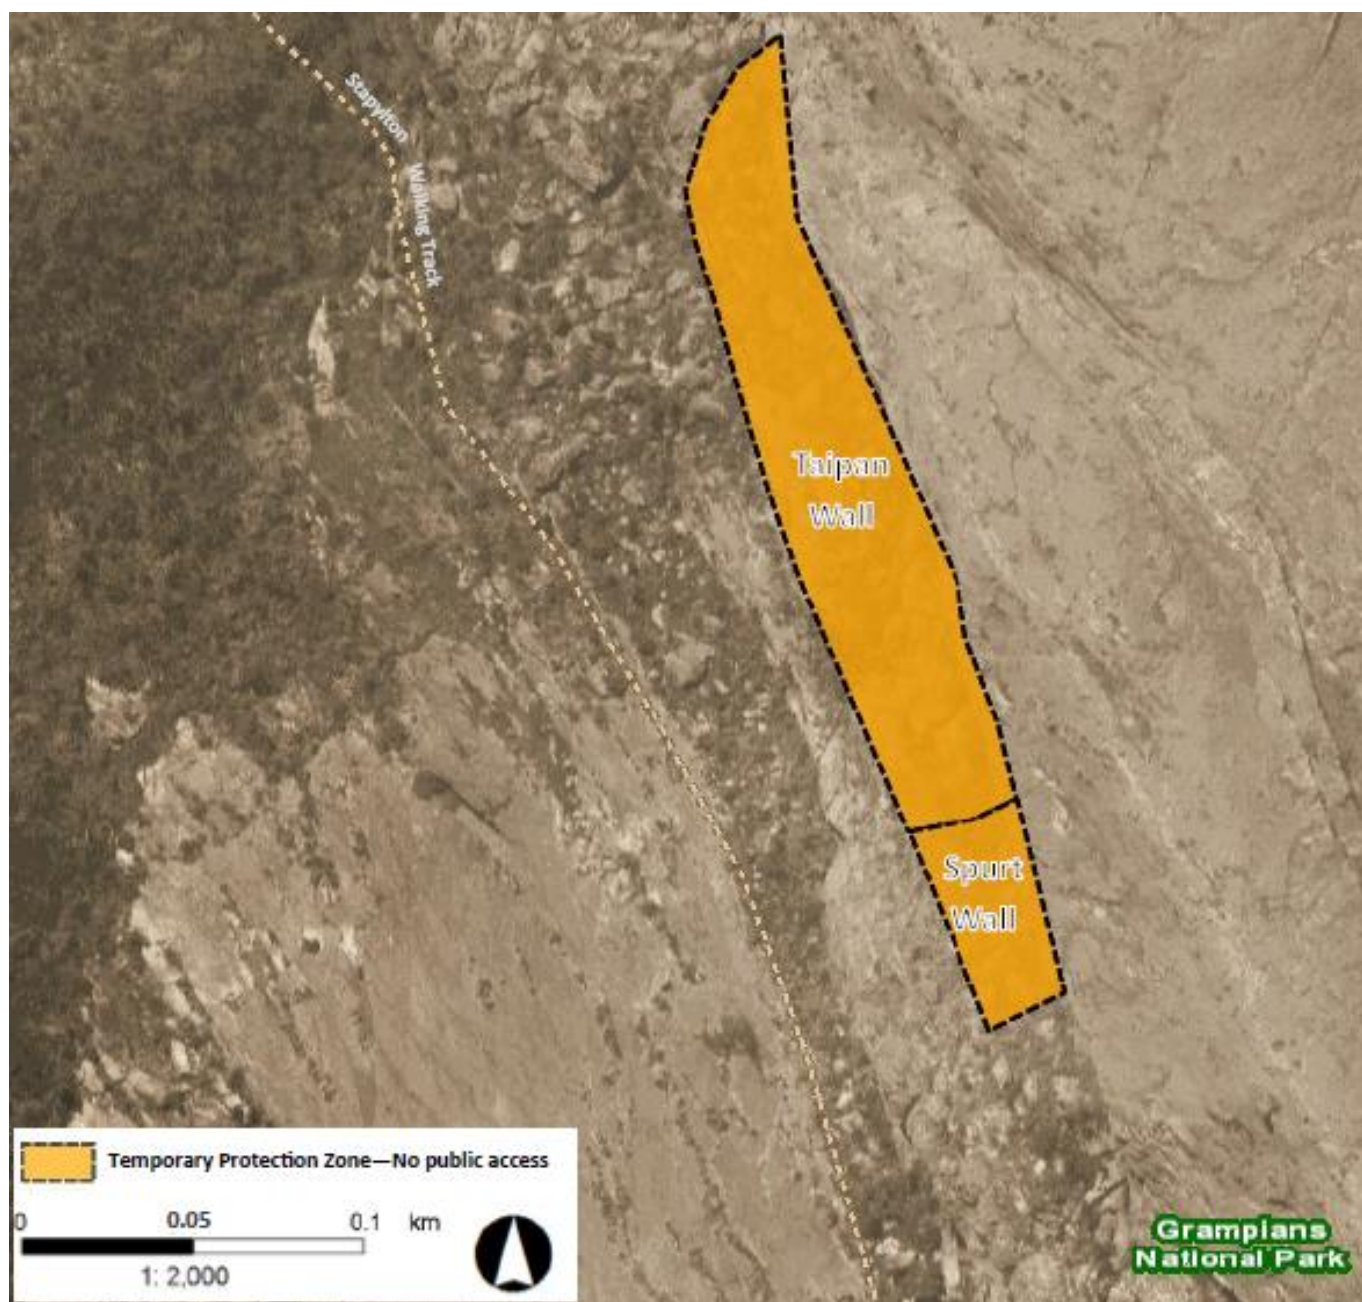 Stapylton
Walking Track
Taipan
Wall
Spurt
Wall
Temporary Protection Zone—No public access
0 0.05 0.1 km
1: 2,000
Grampians
National Park